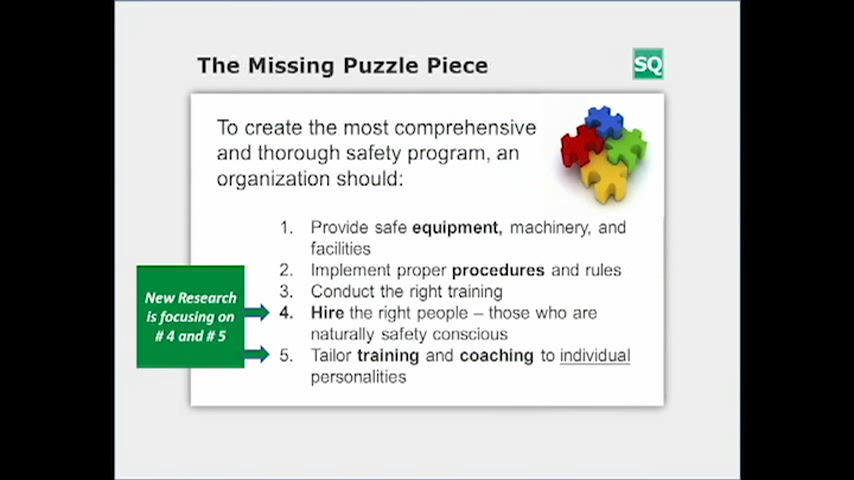 The Missing Puzzle Piece
SQ
To create the most comprehensive
and thorough safety program, an
organization should:
1. Provide safe equipment, machinery, and
facilities
2. Implement proper procedures and rules
3. Conduct the right training
4. Hire the right people – those who are
naturally safety conscious
5. Tailor training and coaching to individual
personalities
New Research
is focusing on
# 4 and # 5